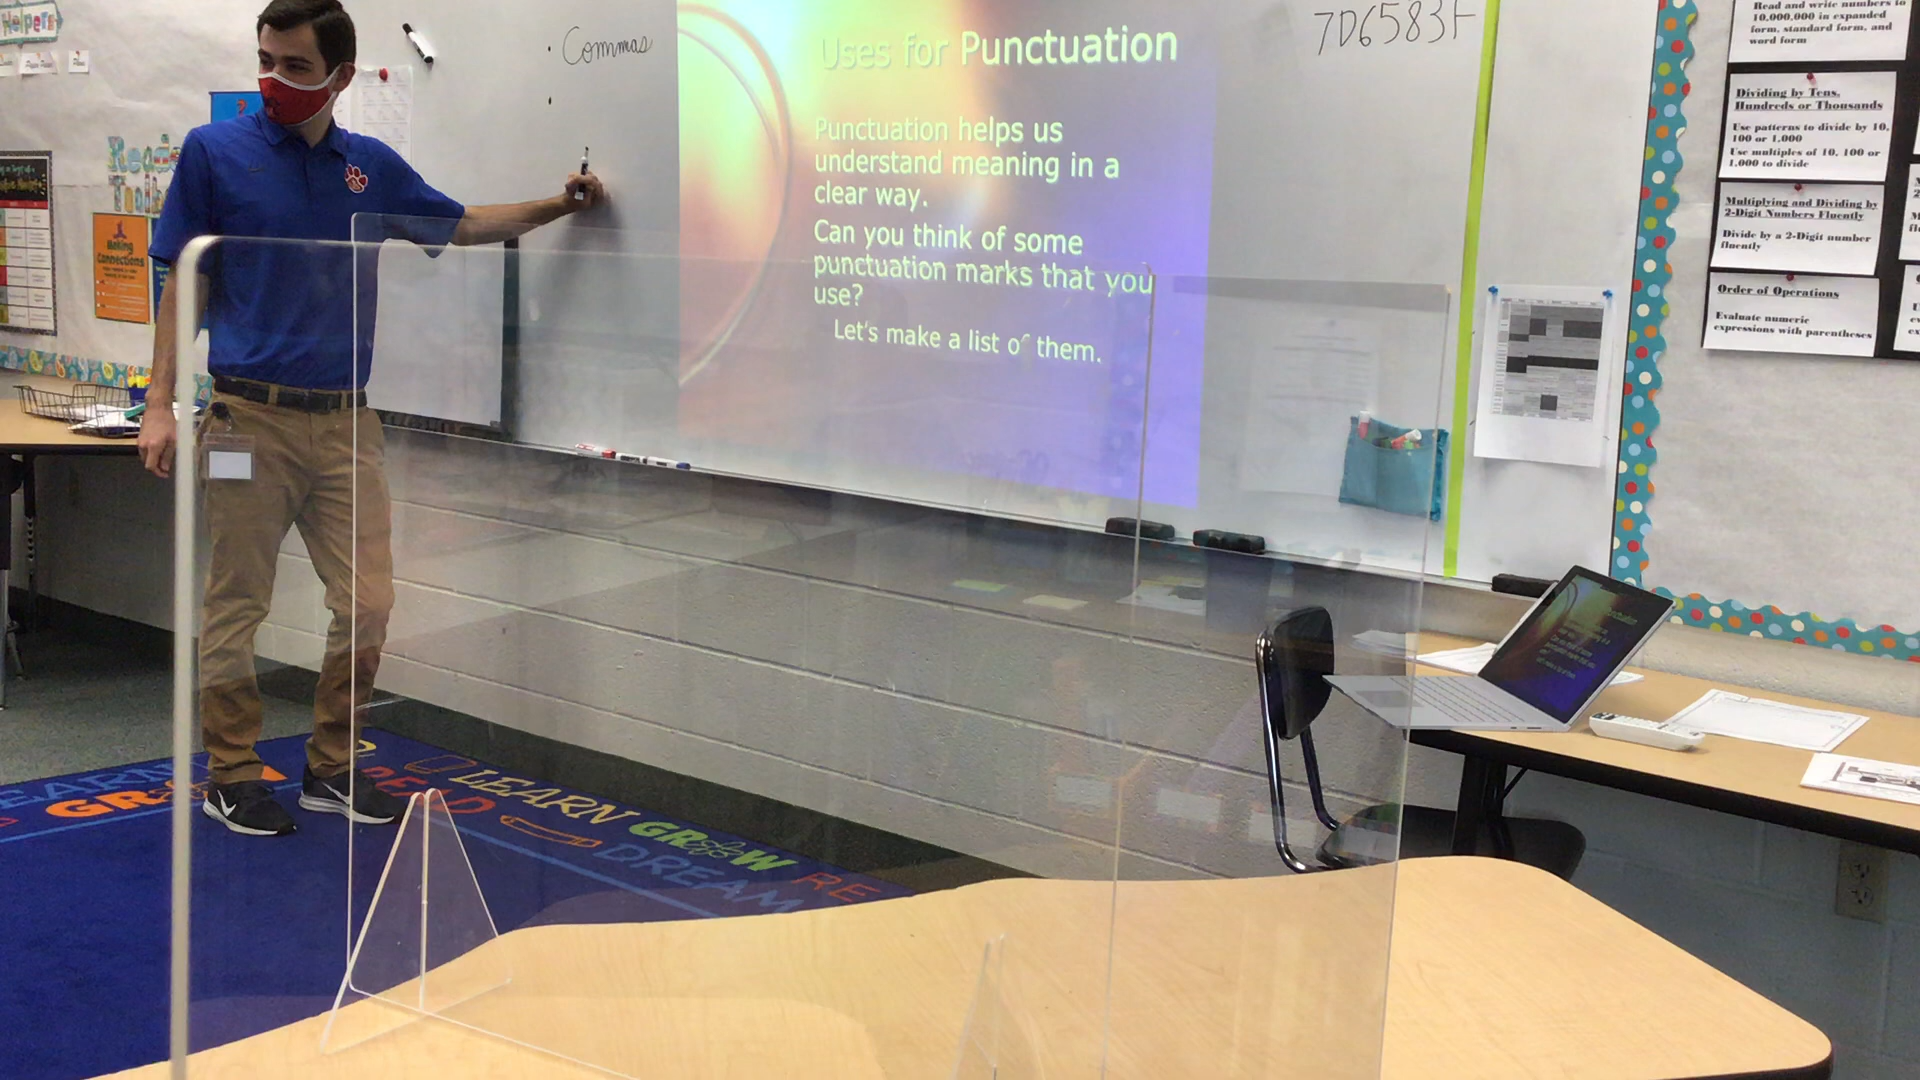 Helpers
Commas
7D6583F
Uses for Punctuation
Punctuation helps us
understand meaning in a
clear way.
Can you think of some
punctuation marks that you
use?
Let's make a list of them.
Making
Connections
Read and write numbers to
10,000,000 in expanded
form, standard form, and
word form
Dividing by Tens,
Hundreds or Thousands
Use patterns to divide by 10,
100 or 1,000
Use multiples of 10, 100 or
1,000 to divide
Multiplying and Dividing by
2-Digit Numbers Fluently
Divide by a 2-Digit number
fluently
Order of Operations
Evaluate numeric
expressions with parentheses
READ LEARN GROW RE
DREAM